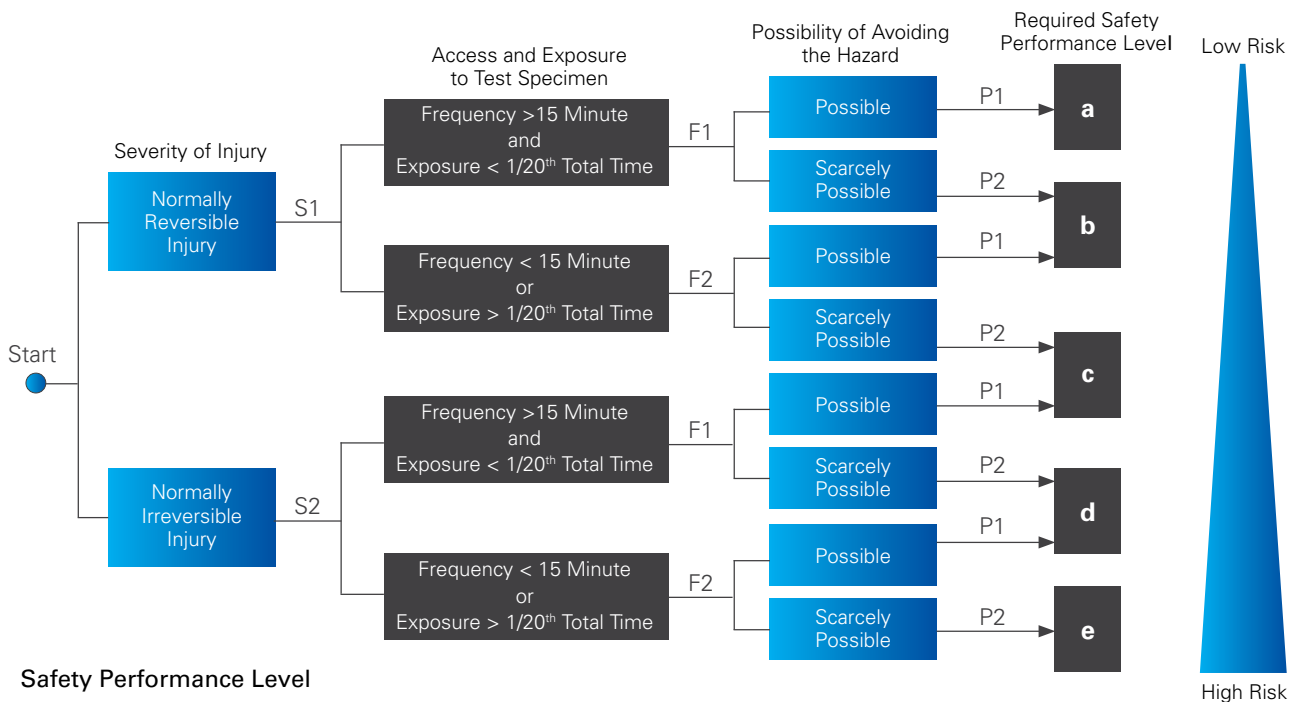 Severity of Injury
Access and Exposure
to Test Specimen
Possibility of Avoiding
the Hazard
Required Safety
Performance Level
Low Risk
Start
Normally
Reversible
Injury
S1
Frequency >15 Minute
and
Exposure < 1/20th Total Time
F1
Possible
P1
a
Scarcely
Possible
P2
b
Frequency < 15 Minute
or
Exposure > 1/20th Total Time
F2
Possible
P1
Scarcely
Possible
P2
c
Normally
Irreversible
Injury
S2
Frequency >15 Minute
and
Exposure < 1/20th Total Time
F1
Possible
P1
Scarcely
Possible
P2
d
Frequency < 15 Minute
or
Exposure > 1/20th Total Time
F2
Possible
P1
Scarcely
Possible
P2
e
Safety Performance Level
High Risk